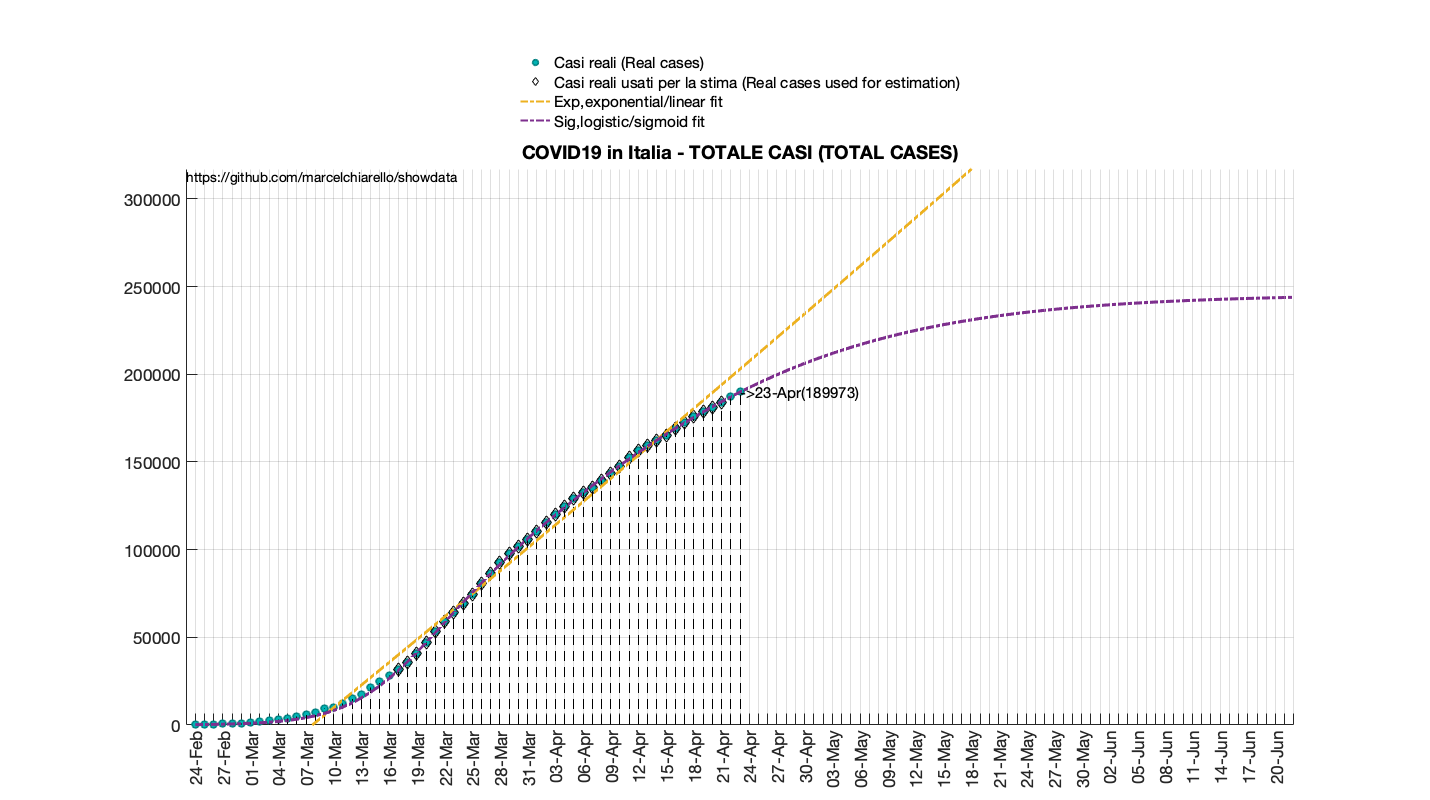 Casi reali (Real cases)
Casi reali usati per la stima (Real cases used for estimation)
Exp,exponential/linear fit
Sig,logistic/sigmoid fit
COVID19 in Italia - TOTALE CASI (TOTAL CASES)
https://github.com/marcelchiarello/showdata
300000
250000
200000
150000
100000
50000
0
>23-Apr(189973)
24-Feb
27-Feb
01-Mar
04-Mar
07-Mar
10-Mar
13-Mar
16-Mar
19-Mar
22-Mar
25-Mar
28-Mar
31-Mar
03-Apr
06-Apr
09-Apr
12-Apr
15-Apr
18-Apr
21-Apr
24-Apr
27-Apr
30-Apr
03-May
06-May
09-May
12-May
15-May
18-May
21-May
24-May
27-May
30-May
02-Jun
05-Jun
08-Jun
11-Jun
14-Jun
17-Jun
20-Jun